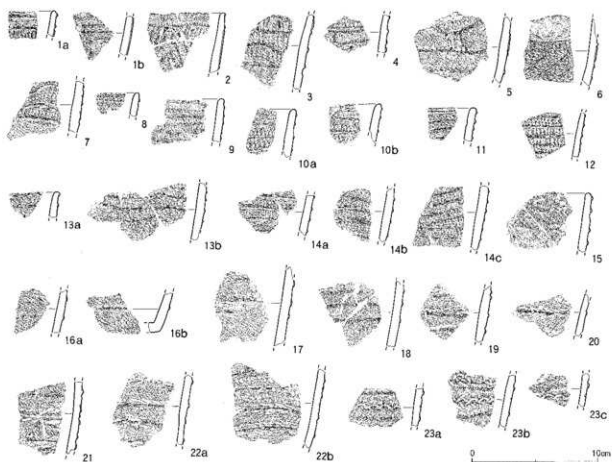 1a 1b 2 3 4 5 6
7 8 9 10a 10b 11 12
13a 13b 14a 14b 14c 15
16a 16b 17 18 19 20
21 22a 22b 23a 23b 23c
0 10cm